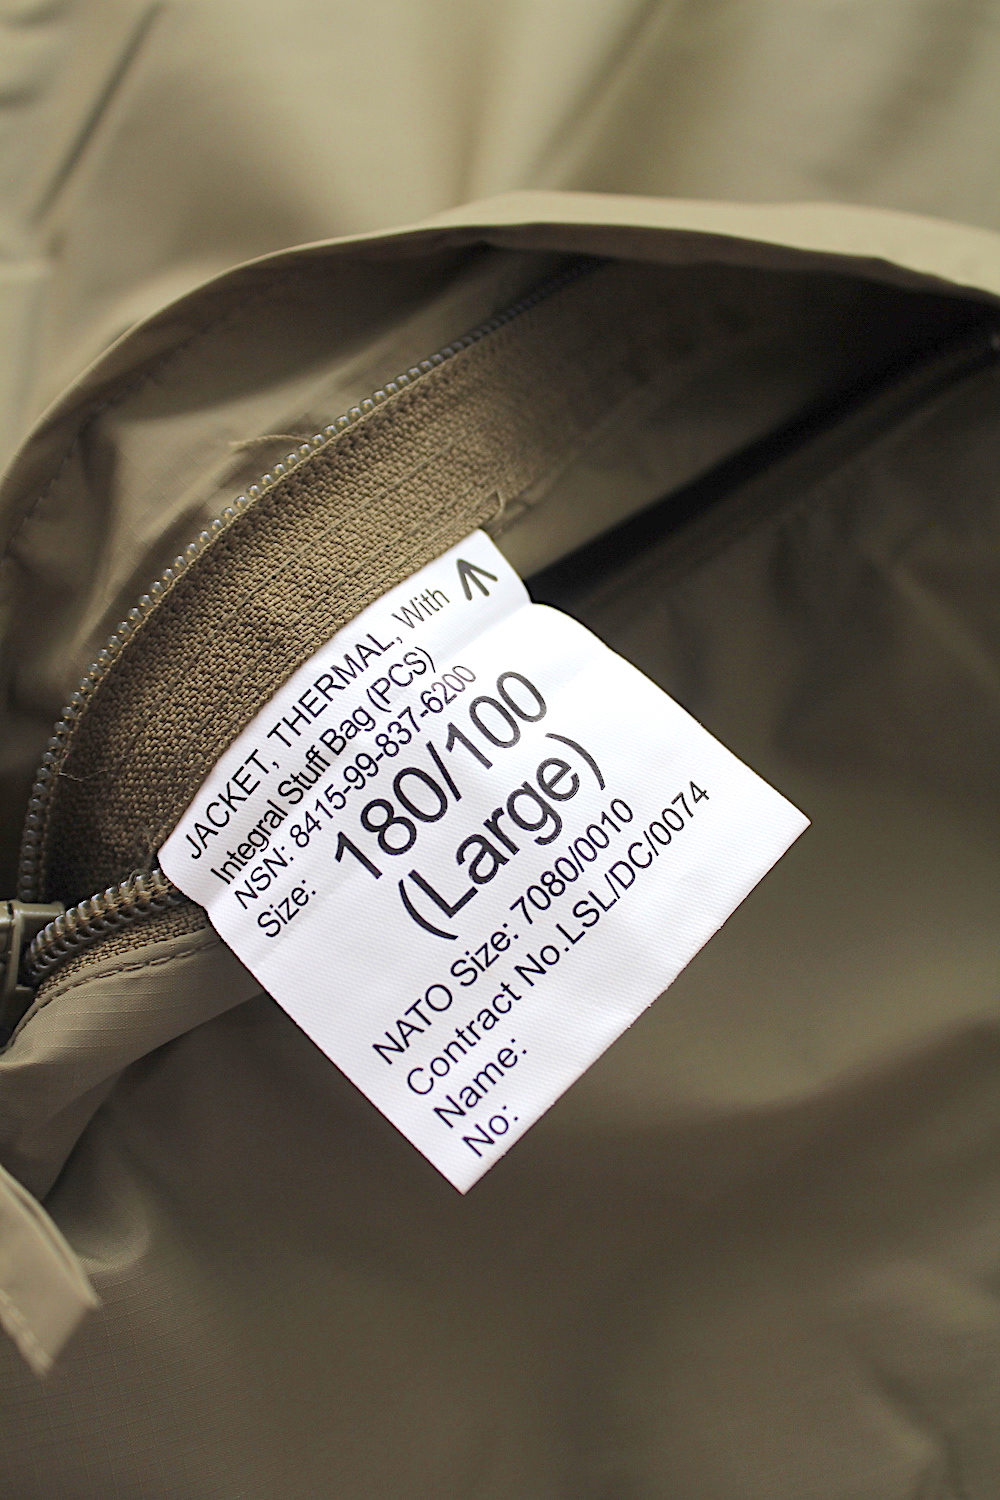 JACKET, THERMAL, With
Integral Stuff Bag (PCS)
NSN: 8415-99-837-6200
Size: 180/100
(Large)
NATO Size: 7080/0010
Contract No.LSL/DC/0074
Name:
No: